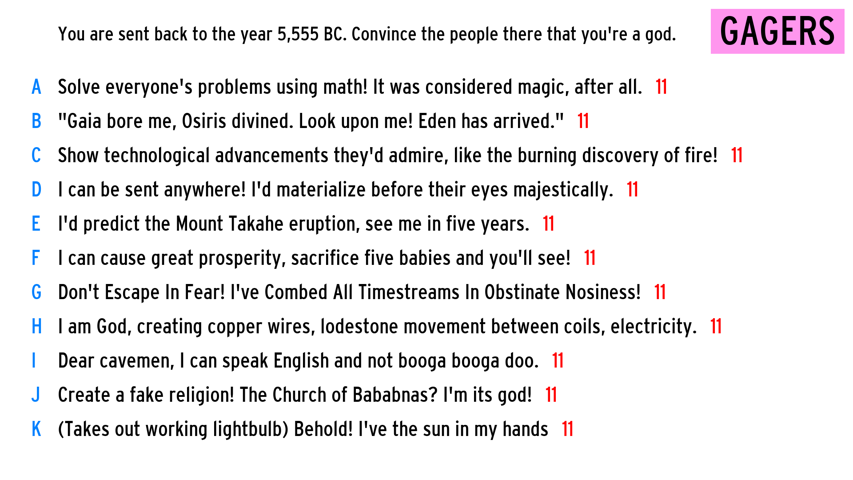 You are sent back to the year 5,555 BC. Convince the people there that you're a god.
GAGERS
A Solve everyone's problems using math! It was considered magic, after all. 11
B "Gaia bore me, Osiris divined. Look upon me! Eden has arrived." 11
C Show technological advancements they'd admire, like the burning discovery of fire! 11
D I can be sent anywhere! I'd materialize before their eyes majestically. 11
E I'd predict the Mount Takahe eruption, see me in five years. 11
F I can cause great prosperity, sacrifice five babies and you'll see! 11
G Don't Escape In Fear! I've Combed All Timestreams In Obstinate Nosiness! 11
H I am God, creating copper wires, lodestone movement between coils, electricity. 11
I Dear cavemen, I can speak English and not booga booga doo. 11
J Create a fake religion! The Church of Bababnas? I'm its god! 11
K (Takes out working lightbulb) Behold! I've the sun in my hands 11